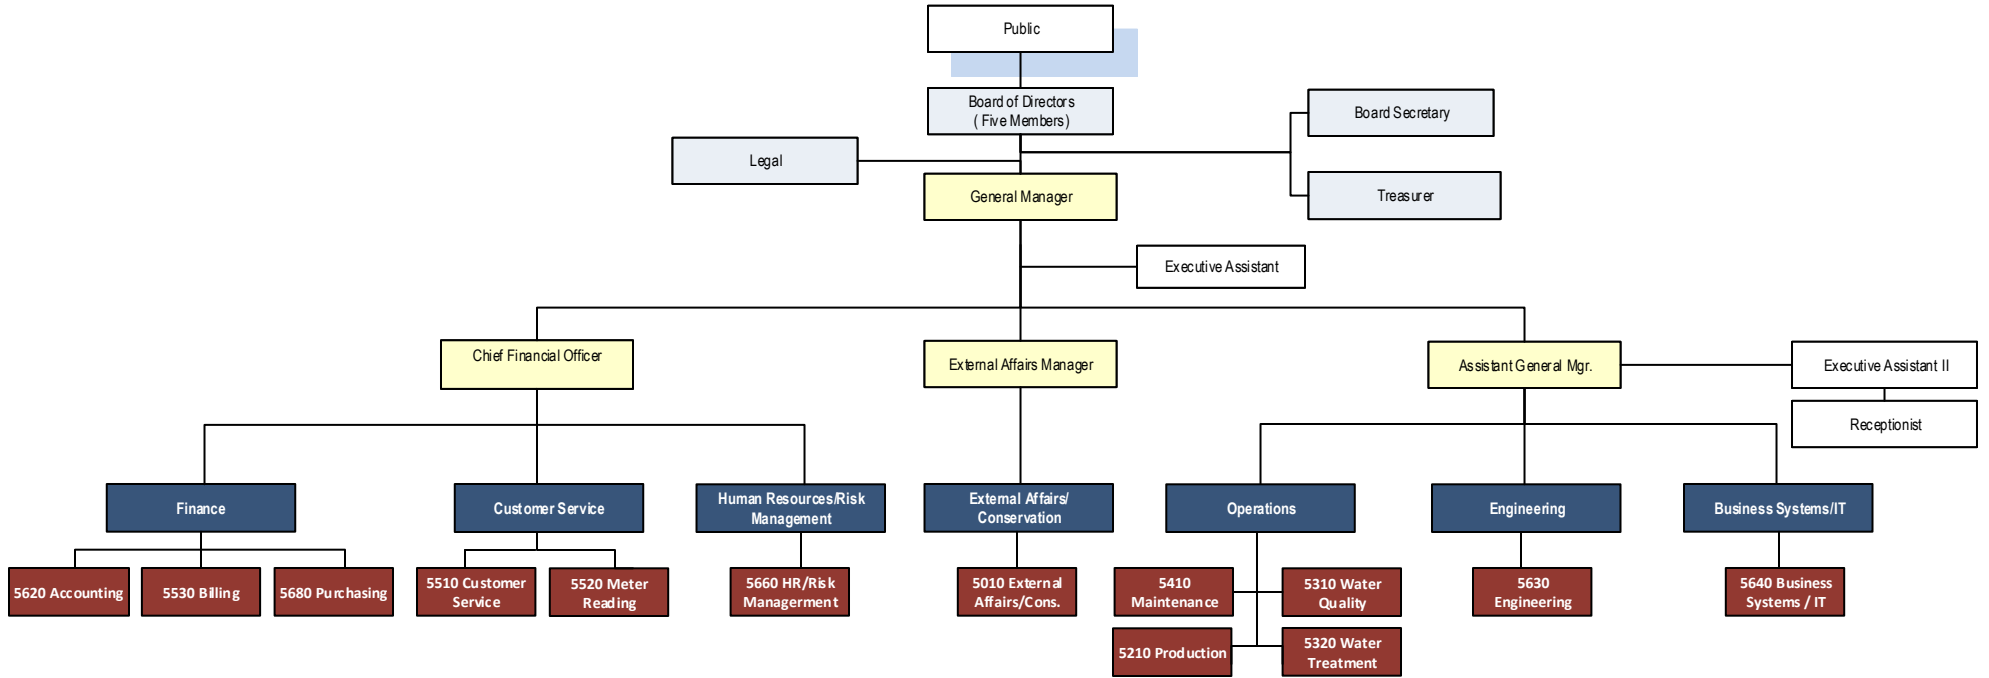 Public
Board of Directors
( Five Members)
Board Secretary
Legal
Treasurer
General Manager
Executive Assistant
Chief Financial Officer
External Affairs Manager
Assistant General Mgr.
Executive Assistant II
Receptionist
Finance
Customer Service
Human Resources/Risk
Management
External Affairs/
Conservation
Operations
Engineering
Business Systems/IT
5620 Accounting
5530 Billing
5680 Purchasing
5510 Customer
Service
5520 Meter
Reading
5660 HR/Risk
Managerment
5010 External
Affairs/Cons.
5410
Maintenance
5310 Water
Quality
5630
Engineering
5640 Business
Systems / IT
5210 Production
5320 Water
Treatment